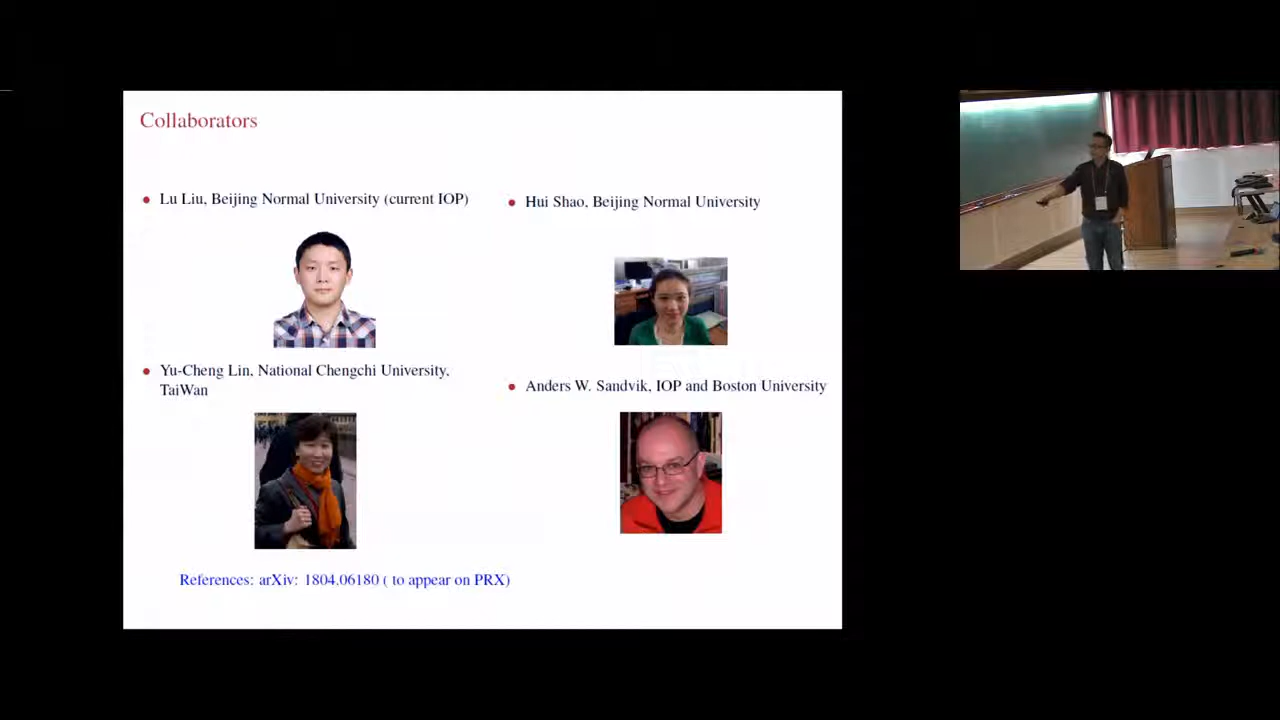 Collaborators
Lu Liu, Beijing Normal University (current IOP)
Hui Shao, Beijing Normal University
Yu-Cheng Lin, National Chengchi University,
TaiWan
Anders W. Sandvik, IOP and Boston University
References: arXiv: 1804.06180 ( to appear on PRX)